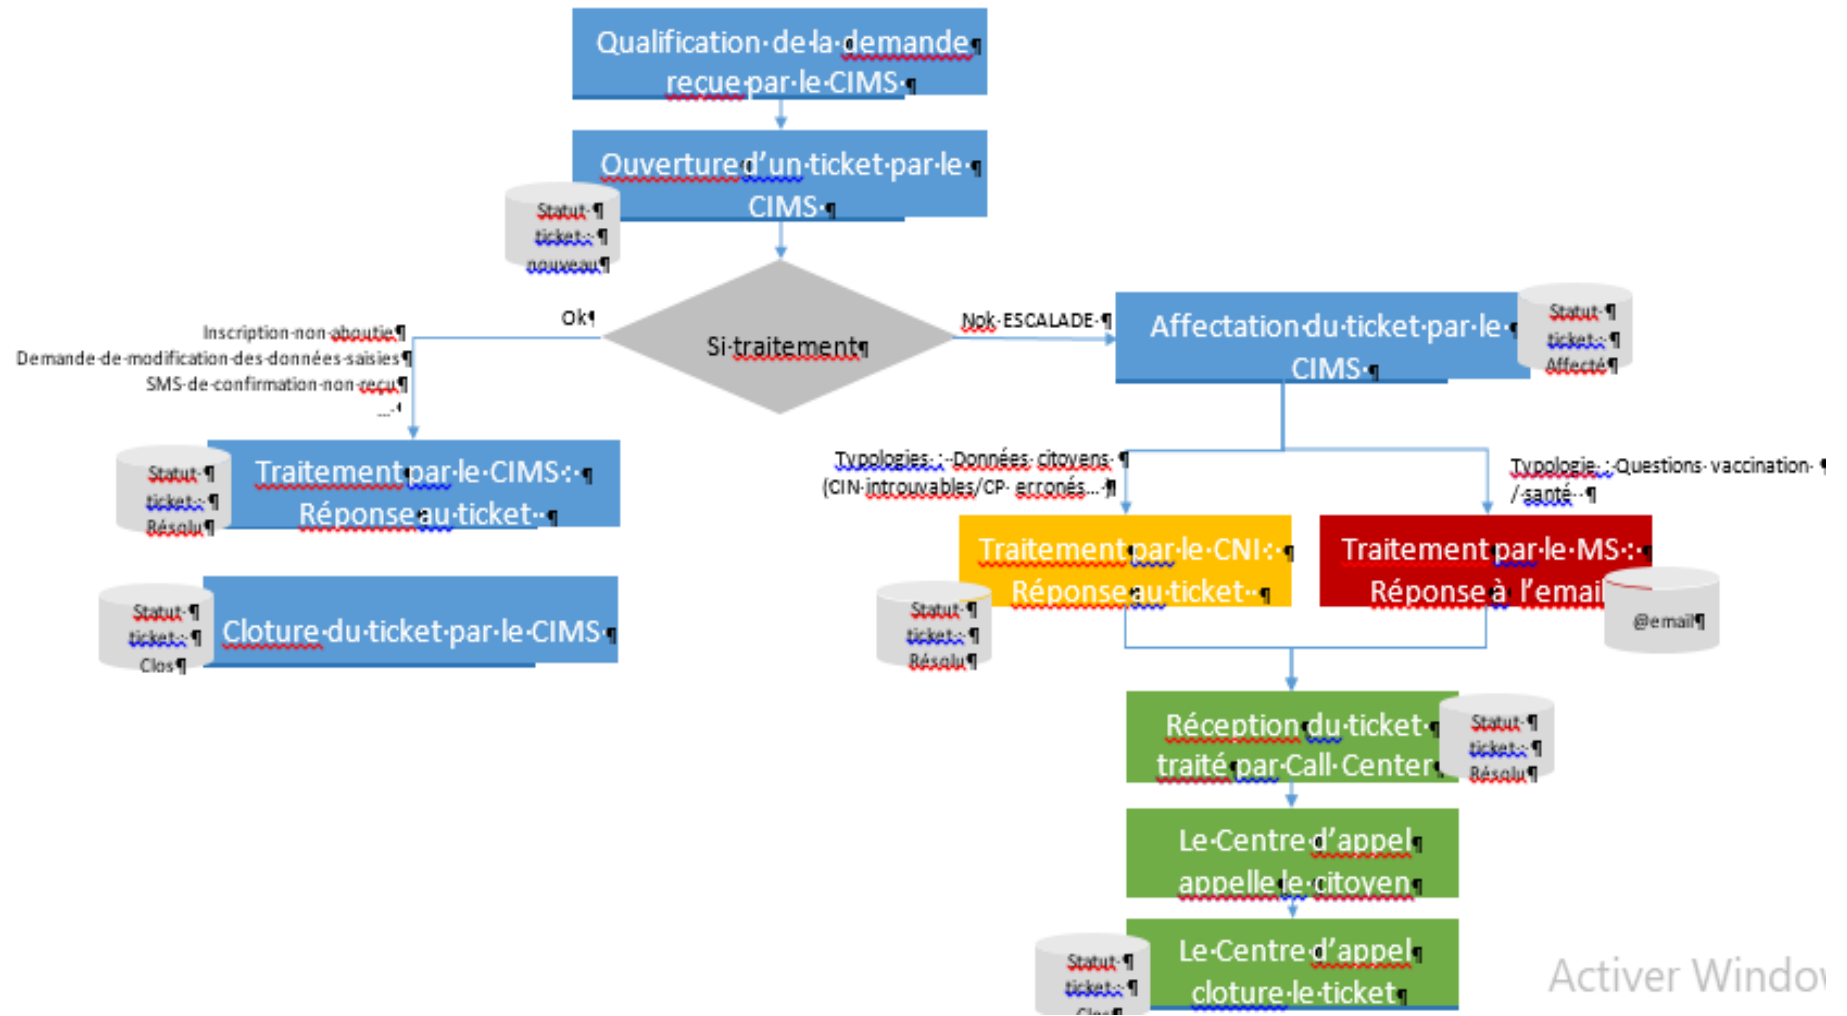 Qualification de la demande
reçue par le CIMS
Ouverture d’un ticket par le
CIMS
Statut
ticket :
nouveau
Si traitement
Ok
Inscription non aboutie
Demande de modification des données saisies
SMS de confirmation non reçu
...
Nok ESCALADE
Affectation du ticket par le
CIMS
Statut
ticket :
Affecté
Traitement par le CIMS :
Réponse au ticket
Statut
ticket :
Résolu
Cloture du ticket par le CIMS
Statut
ticket :
Clos
Typologies : Données citoyens
(CIN introuvables/CP erronés... )
Typologie : Questions vaccination
/ santé
Traitement par le CNI :
Réponse au ticket
Statut
ticket :
Résolu
Traitement par le MS :
Réponse à l’email
@email
Réception du ticket
traité par Call Center
Statut
ticket :
Résolu
Le Centre d’appel
appelle le citoyen
Le Centre d’appel
cloture le ticket
Statut
ticket :
Clos
Activer Window